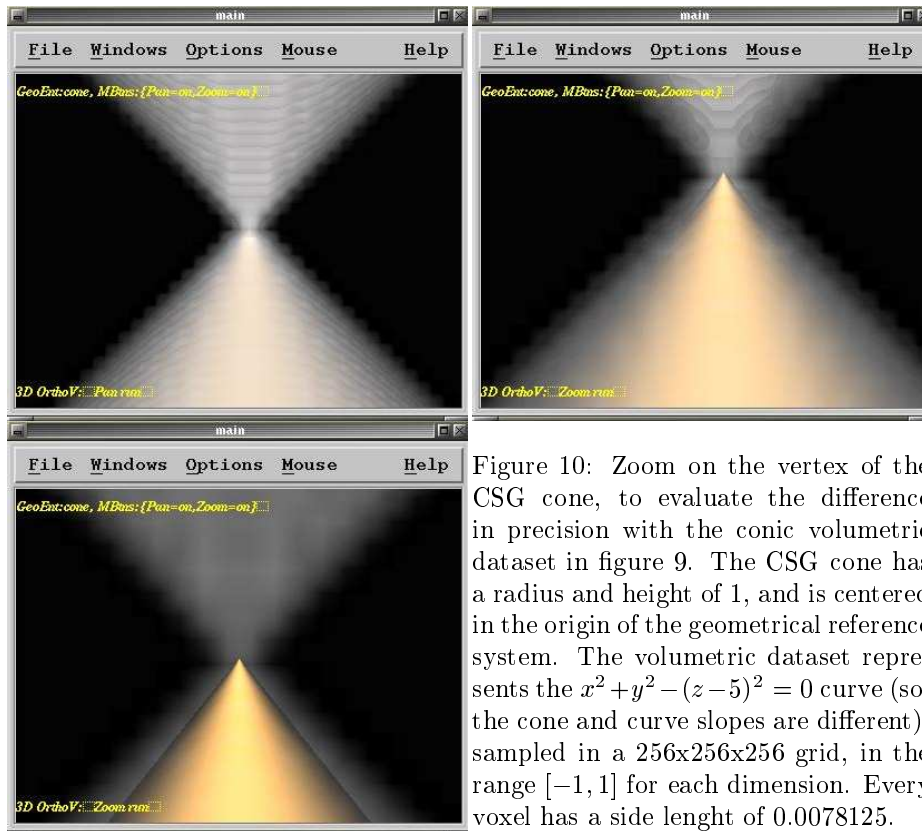 main
File Windows Options Mouse Help
GeoEnt:cone, MBtns:{Pan=on,Zoom=on}
3D OrthoV: Pan run
main
File Windows Options Mouse Help
GeoEnt:cone, MBtns:{Pan=on,Zoom=on}
3D OrthoV: Zoom run
main
File Windows Options Mouse Help
GeoEnt:cone, MBtns:{Pan=on,Zoom=on}
3D OrthoV: Zoom run
Figure 10: Zoom on the vertex of the
CSG cone, to evaluate the difference
in precision with the conic volumetric
dataset in figure 9. The CSG cone has
a radius and height of 1, and is centered
in the origin of the geometrical reference
system. The volumetric dataset repre
sents the x² + y² − (z − 5)² = 0 curve (so
the cone and curve slopes are different)
sampled in a 256x256x256 grid, in the
range [−1, 1] for each dimension. Every
voxel has a side lenght of 0.0078125.